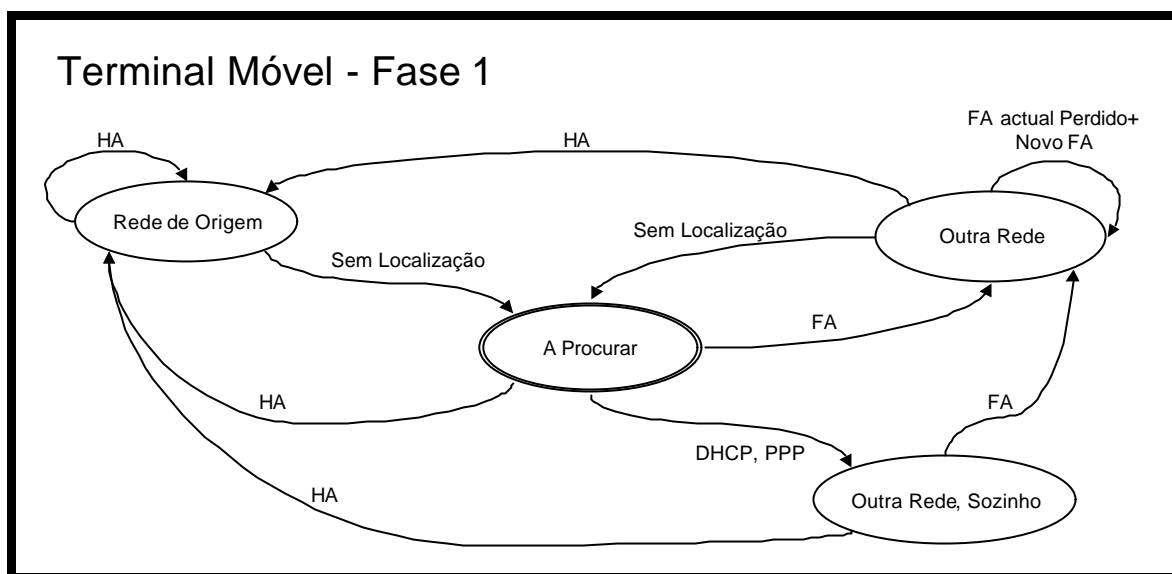 Terminal Móvel - Fase 1
HA
HA
FA actual Perdido+
Novo FA
Rede de Origem
Sem Localização
Sem Localização
Outra Rede
A Procurar
FA
HA
DHCP, PPP
FA
HA
Outra Rede, Sozinho